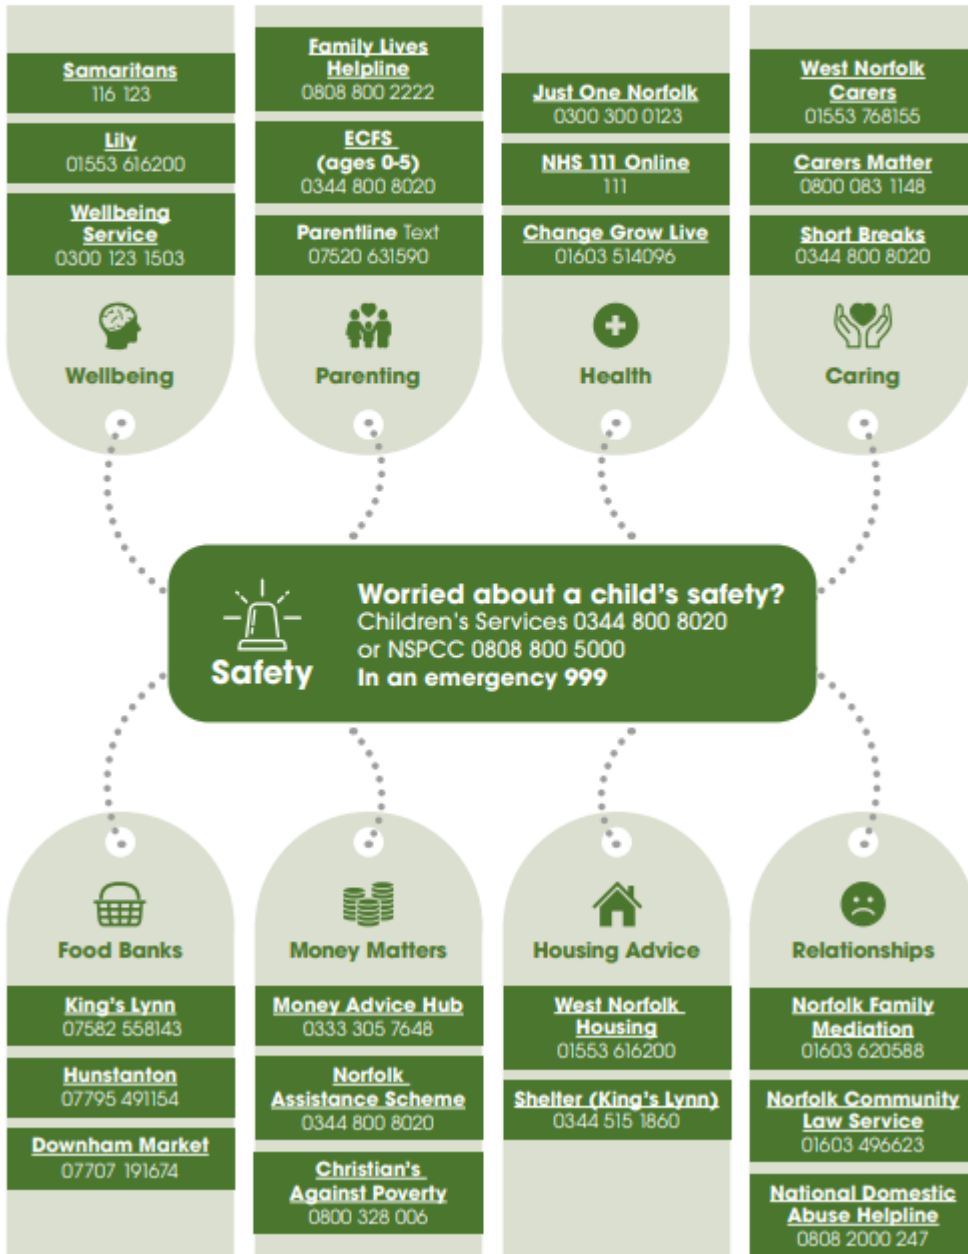 Samaritans
116 123
Lily
01553 616200
Wellbeing
Service
0300 123 1503
Wellbeing
Family Lives
Helpline
0808 800 2222
ECFS
(ages 0-5)
0344 800 8020
Parentline Text
07520 631590
Parenting
Just One Norfolk
0300 300 0123
NHS 111 Online
111
Change Grow Live
01603 514096
Health
West Norfolk
Carers
01553 768155
Carers Matter
0800 083 1148
Short Breaks
0344 800 8020
Caring
Safety
Worried about a child's safety?
Children's Services 0344 800 8020
or NSPCC 0808 800 5000
In an emergency 999
Food Banks
King's Lynn
07582 558143
Hunstanton
07795 491154
Downham Market
07707 191674
Money Matters
Money Advice Hub
0333 305 7648
Norfolk
Assistance Scheme
0344 800 8020
Christian's
Against Poverty
0800 328 006
Housing Advice
West Norfolk
Housing
01553 616200
Shelter (King's Lynn)
0344 515 1860
Relationships
Norfolk Family
Mediation
01603 620588
Norfolk Community
Law Service
01603 496623
National Domestic
Abuse Helpline
0808 2000 247